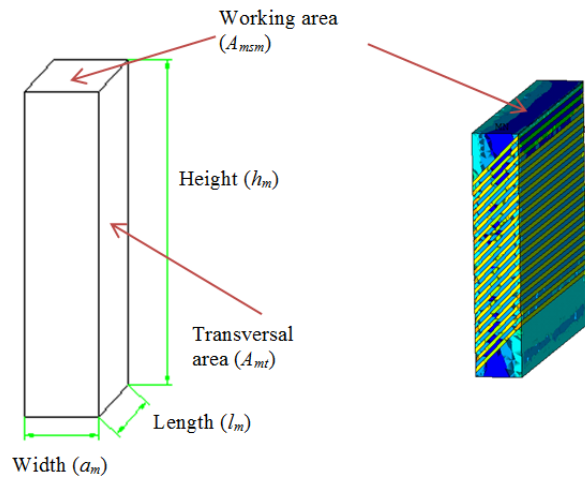 Working area
(Amsm)
Height (hm)
Transversal
area (Amt)
Length (lm)
Width (am)